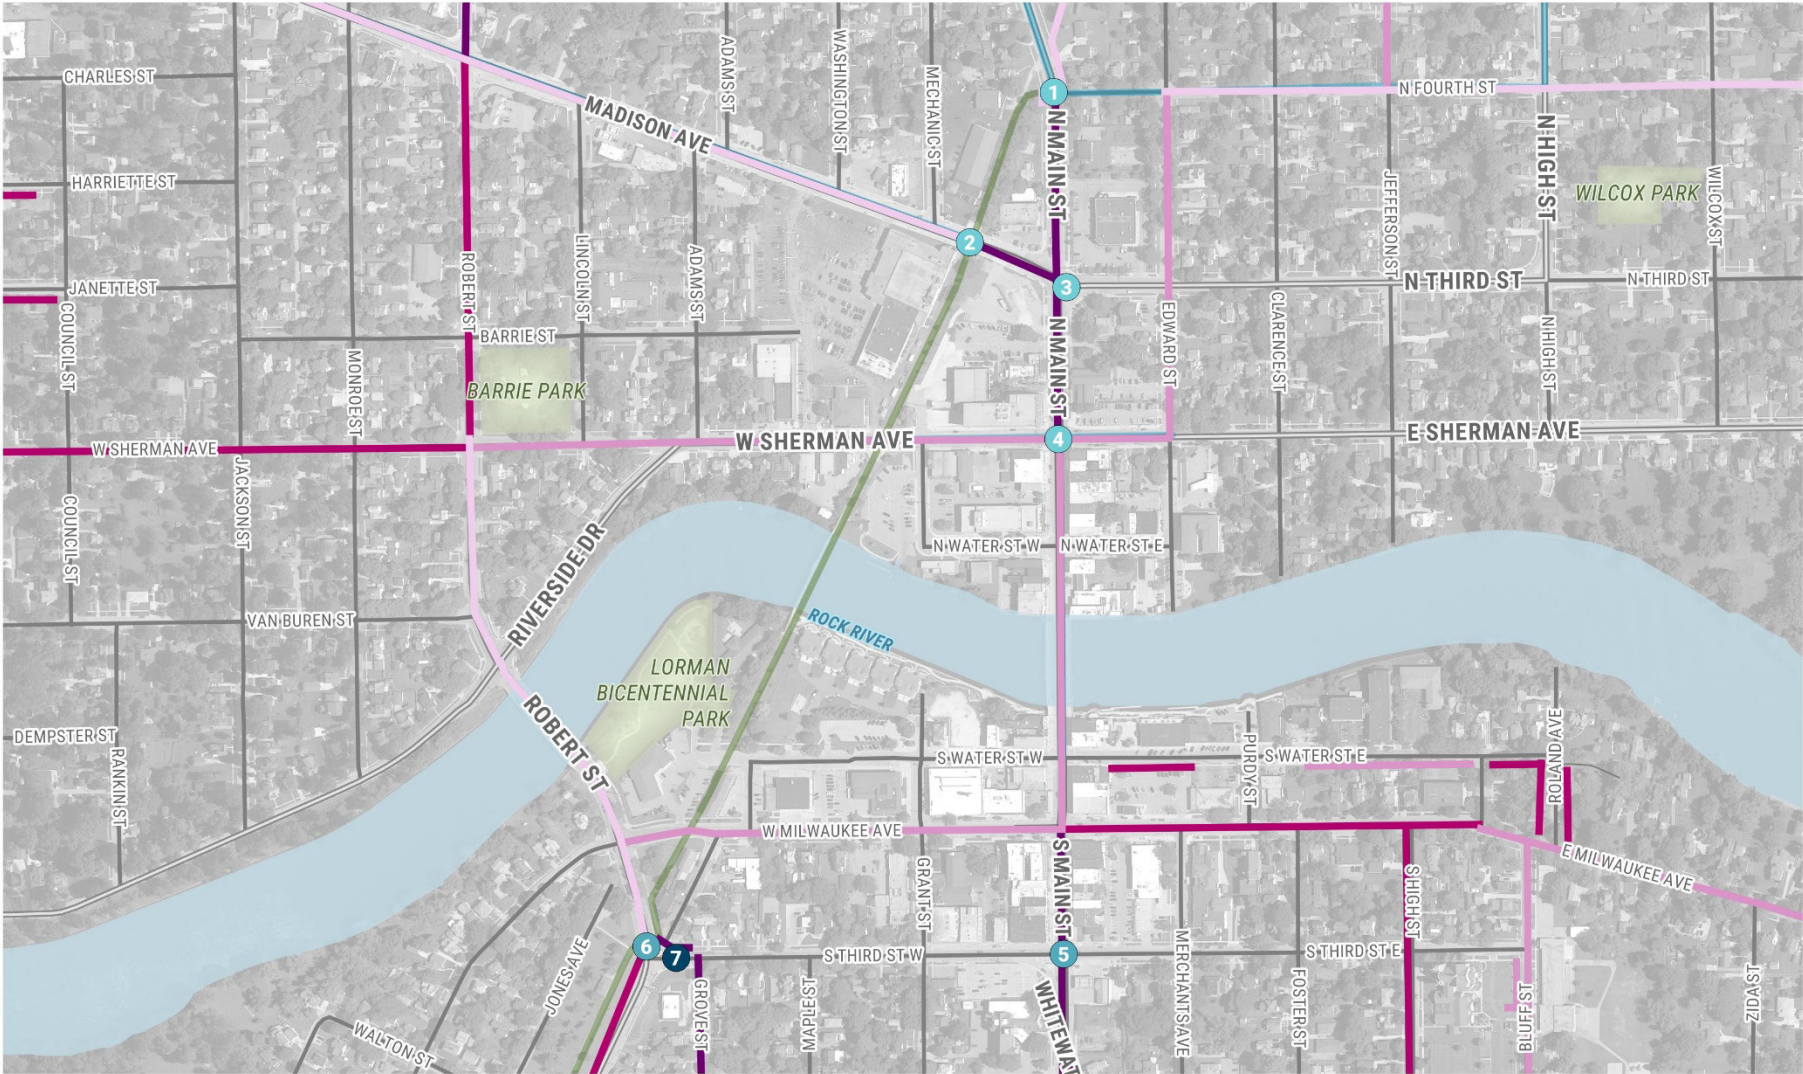 CHARLES ST
ADAMS ST
WASHINGTON ST
MECHANIC ST
1
N FOURTH ST
MADISON AVE
N MAIN ST
N HIGH ST
HARRIETTE ST
JEFFERSON ST
WILCOX PARK
WILCOX ST
2
ROBERT ST
LINCOLN ST
ADAMS ST
3
N THIRD ST
N THIRD ST
JANETTE ST
COUNCIL ST
EDWARD ST
CLARENCE ST
N HIGH ST
N MAIN ST
BARRIE ST
MONROE ST
BARRIE PARK
W SHERMAN AVE
W SHERMAN AVE
4
E SHERMAN AVE
JACKSON ST
COUNCIL ST
RIVERSIDE DR
N WATER ST W
N WATER ST E
VAN BUREN ST
ROCK RIVER
LORMAN
BICENTENNIAL
PARK
ROBERT ST
DEMPSTER ST
RANKIN ST
S WATER ST W
PURDY ST
S WATER ST E
ROLAND AVE
W MILWAUKEE AVE
E MILWAUKEE AVE
S MAIN ST
GRANT ST
S HIGH ST
6
7
S THIRD ST W
5
S THIRD ST E
JONES AVE
GROVE ST
MAPLE ST
WHITEWAT
MERCHANTS AVE
FOSTER ST
BLUFF ST
ZIDA ST
WALTON ST